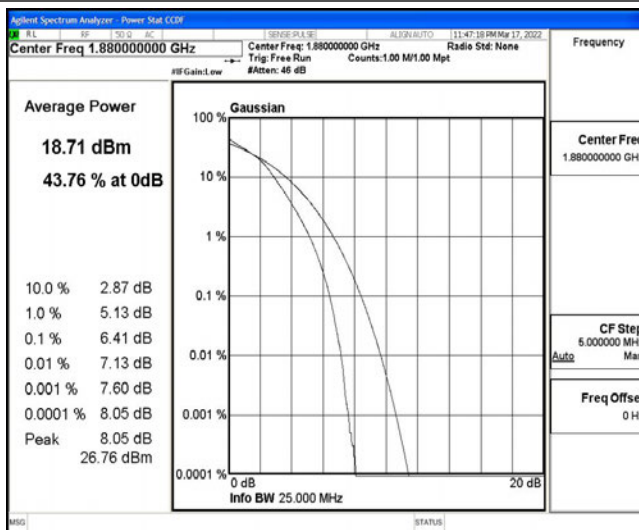 Agilent Spectrum Analyzer - Power Stat CCDF
RL RF 50 Ω AC SENSE:PULSE ALIGN AUTO 11:47:18 PM Mar 17, 2022
Center Freq 1.880000000 GHz
Center Freq: 1.880000000 GHz
Radio Std: None
Trig: Free Run
Counts:1.00 M/1.00 Mpt
#IFGain:Low
#Atten: 46 dB
Frequency
Average Power
18.71 dBm
43.76 % at 0dB
10.0 % 2.87 dB
1.0 % 5.13 dB
0.1 % 6.41 dB
0.01 % 7.13 dB
0.001 % 7.60 dB
0.0001 % 8.05 dB
Peak 8.05 dB
26.76 dBm
Gaussian
100 %
10 %
1 %
0.1 %
0.01 %
0.001 %
0.0001 %
0 dB
20 dB
Info BW 25.000 MHz
Center Freq
1.880000000 GH
CF Step
5.000000 MH
Auto Ma
Freq Offse
0 H
MSG
STATUS